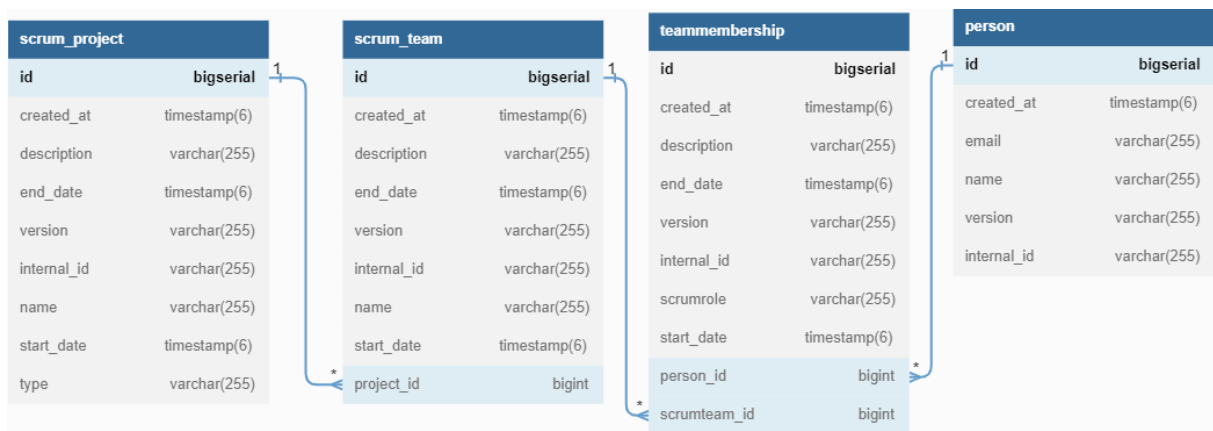 scrum_project
id bigserial
created_at timestamp(6)
description varchar(255)
end_date timestamp(6)
version varchar(255)
internal_id varchar(255)
name varchar(255)
start_date timestamp(6)
type varchar(255)
1
*
scrum_team
id bigserial
created_at timestamp(6)
description varchar(255)
end_date timestamp(6)
version varchar(255)
internal_id varchar(255)
name varchar(255)
start_date timestamp(6)
project_id bigint
1
*
teammembership
id bigserial
created_at timestamp(6)
description varchar(255)
end_date timestamp(6)
version varchar(255)
internal_id varchar(255)
scrumrole varchar(255)
start_date timestamp(6)
person_id bigint
scrumteam_id bigint
*
1
person
id bigserial
created_at timestamp(6)
email varchar(255)
name varchar(255)
version varchar(255)
internal_id varchar(255)